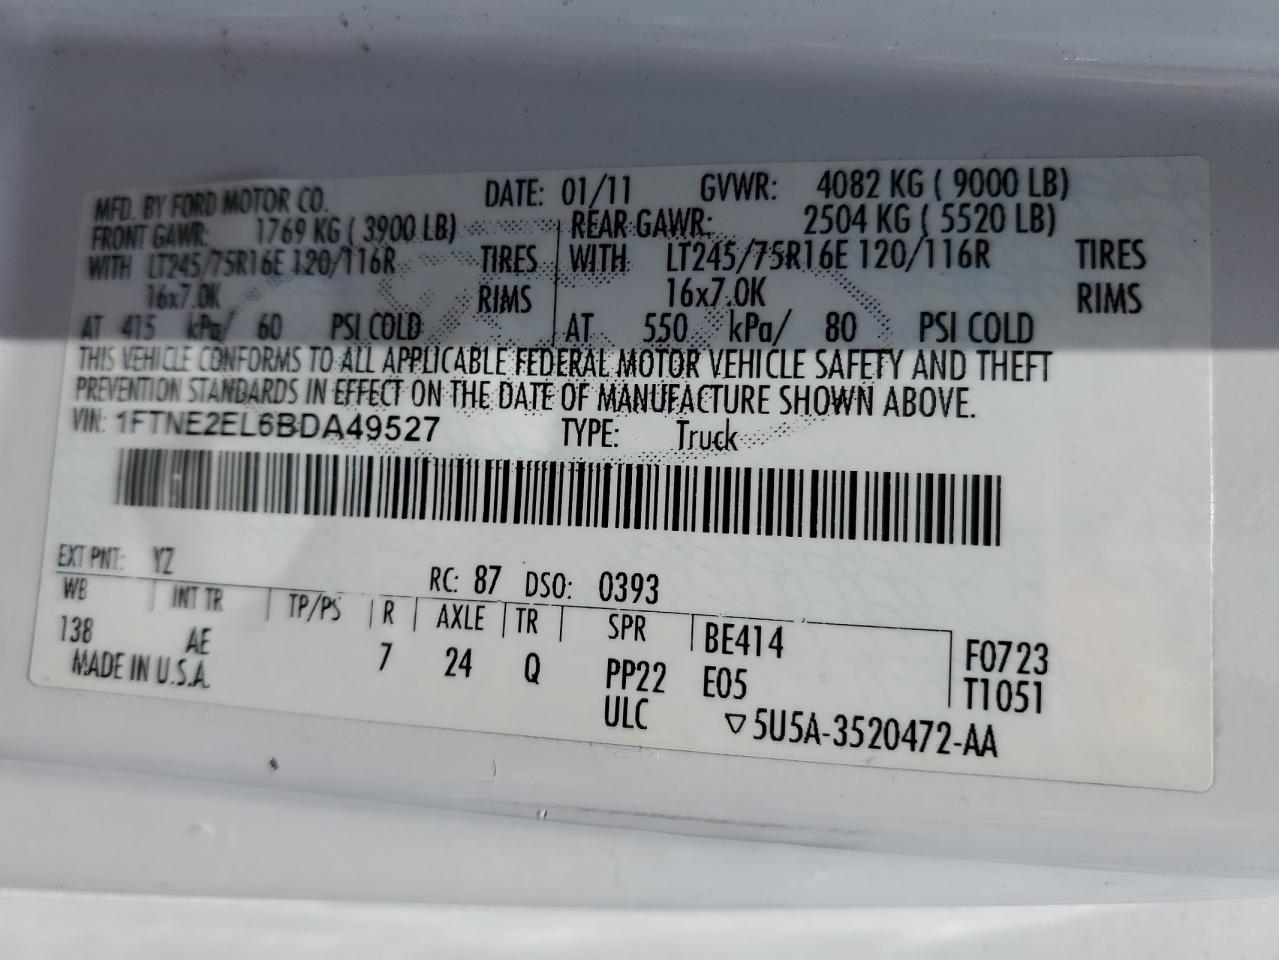 MFD. BY FORD MOTOR CO. DATE: 01/11 GVWR: 4082 KG ( 9000 LB)
FRONT GAWR: 1769 KG ( 3900 LB) REAR GAWR: 2504 KG ( 5520 LB)
WITH LT245/75R16E 120/116R TIRES WITH LT245/75R16E 120/116R TIRES
16x7.0K RIMS 16x7.0K RIMS
AT 415 kPa/ 60 PSI COLD AT 550 kPa/ 80 PSI COLD
THIS VEHICLE CONFORMS TO ALL APPLICABLE FEDERAL MOTOR VEHICLE SAFETY AND THEFT
PREVENTION STANDARDS IN EFFECT ON THE DATE OF MANUFACTURE SHOWN ABOVE.
VIN: 1FTNE2EL6BDA49527 TYPE: Truck
EXT PNT: YZ RC: 87 DSO: 0393
WB INT TR TP/PS R AXLE TR SPR BE414 F0723
138 AE 7 24 Q PP22 E05 T1051
MADE IN U.S.A. ULC ▽5U5A-3520472-AA